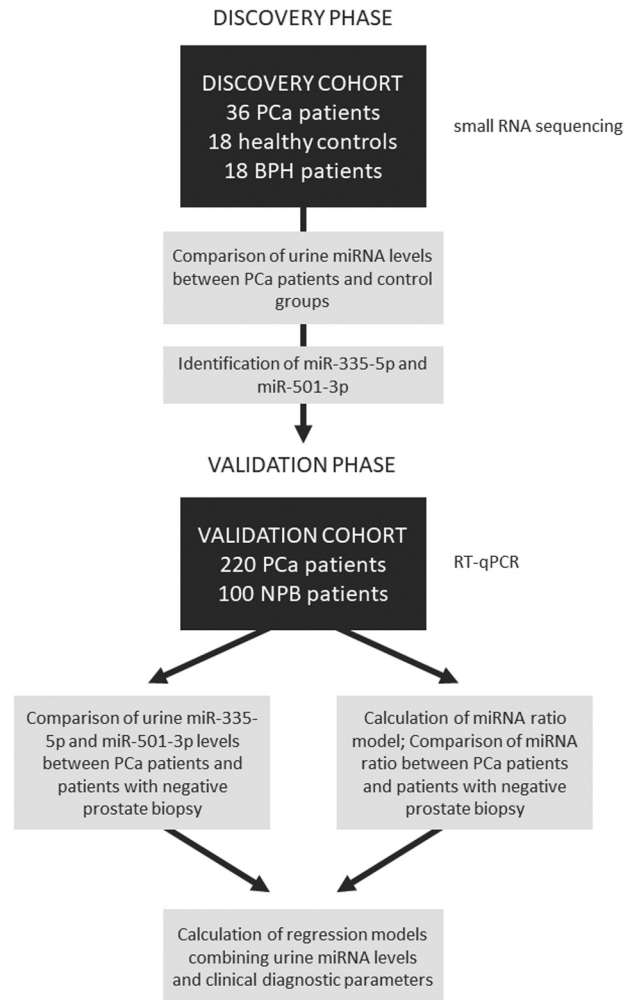 DISCOVERY PHASE
DISCOVERY COHORT
36 PCa patients
18 healthy controls
18 BPH patients
small RNA sequencing
Comparison of urine miRNA levels
between PCa patients and control
groups
Identification of miR-335-5p and
miR-501-3p
VALIDATION PHASE
VALIDATION COHORT
220 PCa patients
100 NPB patients
RT-qPCR
Comparison of urine miR-335-
5p and miR-501-3p levels
between PCa patients and
patients with negative
prostate biopsy
Calculation of miRNA ratio
model; Comparison of miRNA
ratio between PCa patients
and patients with negative
prostate biopsy
Calculation of regression models
combining urine miRNA levels
and clinical diagnostic parameters